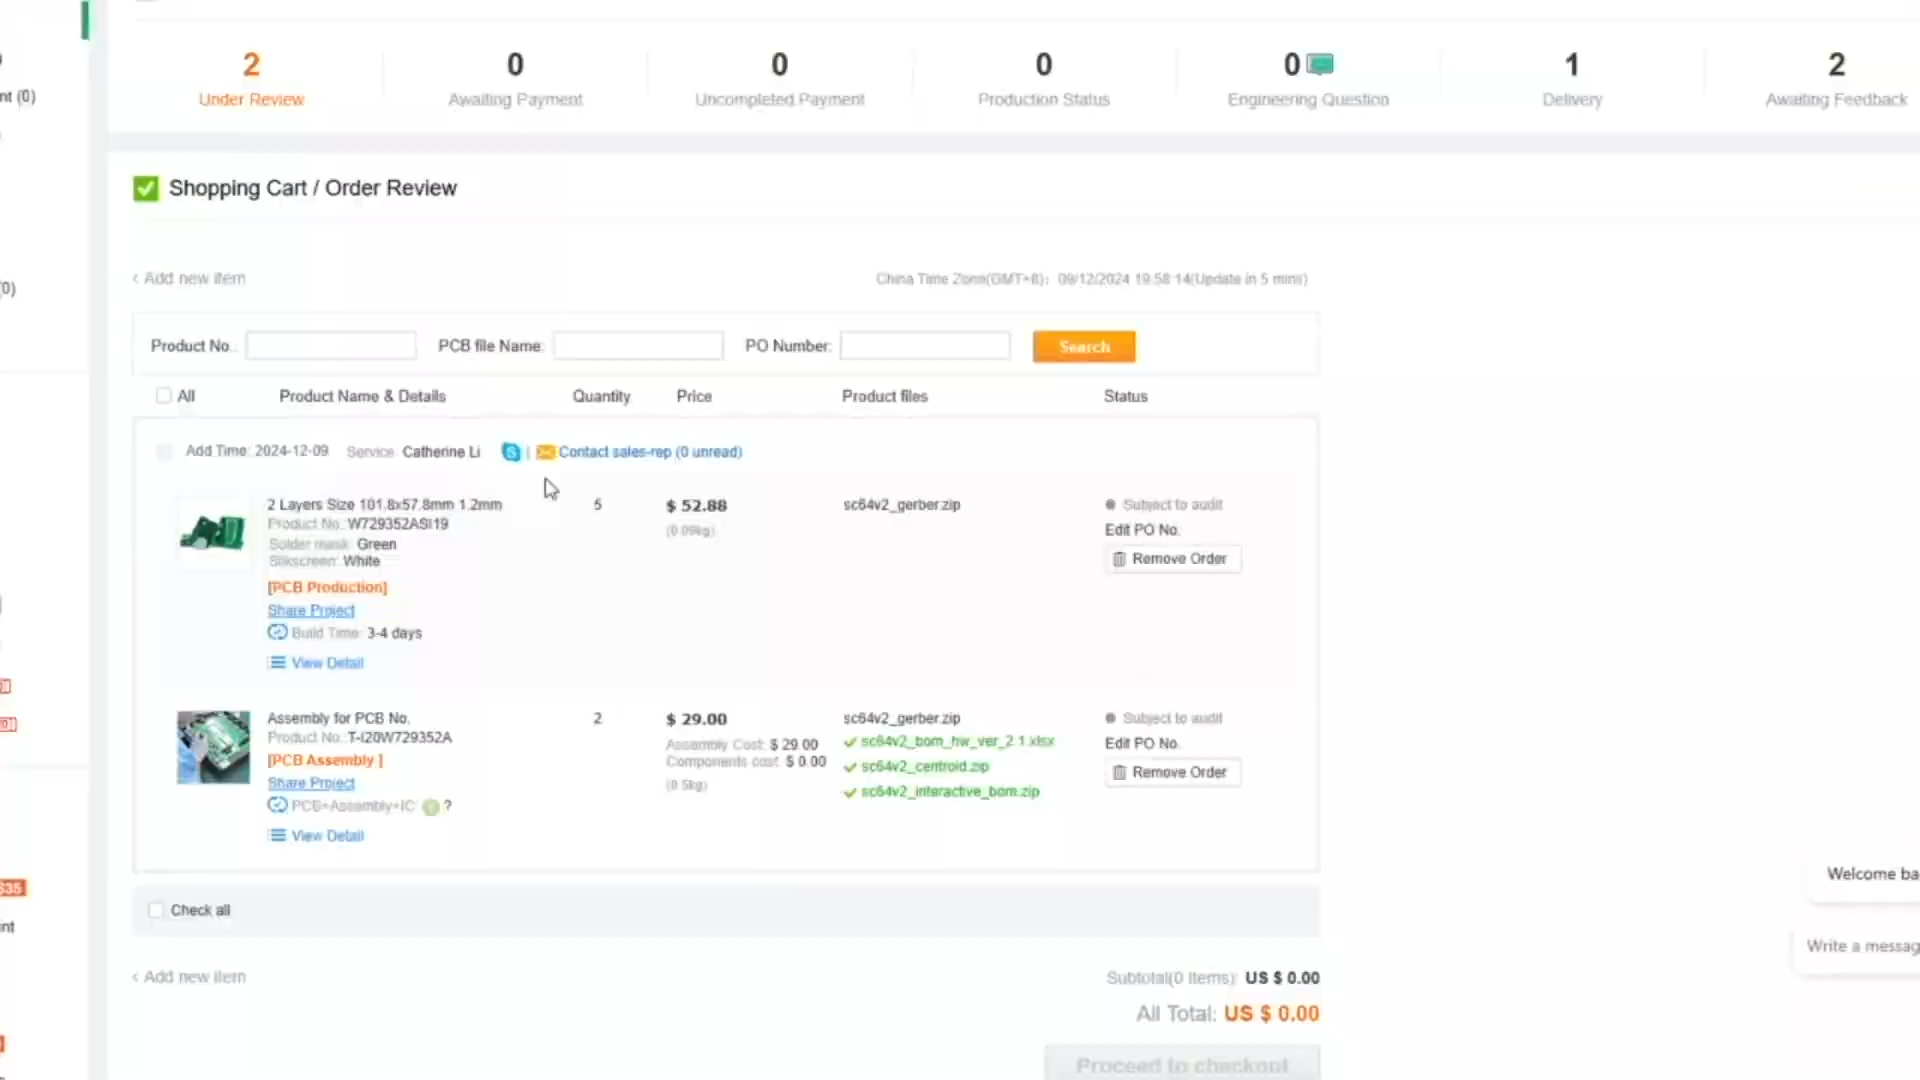 2 0 0 0 0 1 2
Under Review Awaiting Payment Uncompleted Payment Production Status Engineering Question Delivery Awaiting Feedback
nt (0)
Shopping Cart / Order Review
< Add new item China Time Zone(GMT+8): 09/12/2024 19:58:14(Update in 5 mins)
0)
Product No.: PCB file Name: PO Number: Search
All Product Name & Details Quantity Price Product files Status
Add Time: 2024-12-09 Service: Catherine Li | Contact sales-rep (0 unread)
2 Layers Size 101.8x57.8mm 1.2mm 5 $ 52.88 sc64v2_gerber.zip Subject to audit
Product No.: W729352ASI19 (0.09kg) Edit PO No.
Solder mask: Green
Silkscreen: White Remove Order
[PCB Production]
Share Project
Build Time: 3-4 days
View Detail
Assembly for PCB No. 2 $ 29.00 sc64v2_gerber.zip Subject to audit
Product No.: T-I20W729352A Assembly Cost: $ 29.00 sc64v2_bom_hw_ver_2.1.xlsx Edit PO No.
[PCB Assembly ] Components cost: $ 0.00 sc64v2_centroid.zip Remove Order
Share Project (0.5kg) sc64v2_interactive_bom.zip
PCB+Assembly+IC: ?
View Detail
Welcome ba
$35
Check all
nt
Write a messag
< Add new item Subtotal(0 Items): US $ 0.00
All Total: US $ 0.00
Proceed to checkout